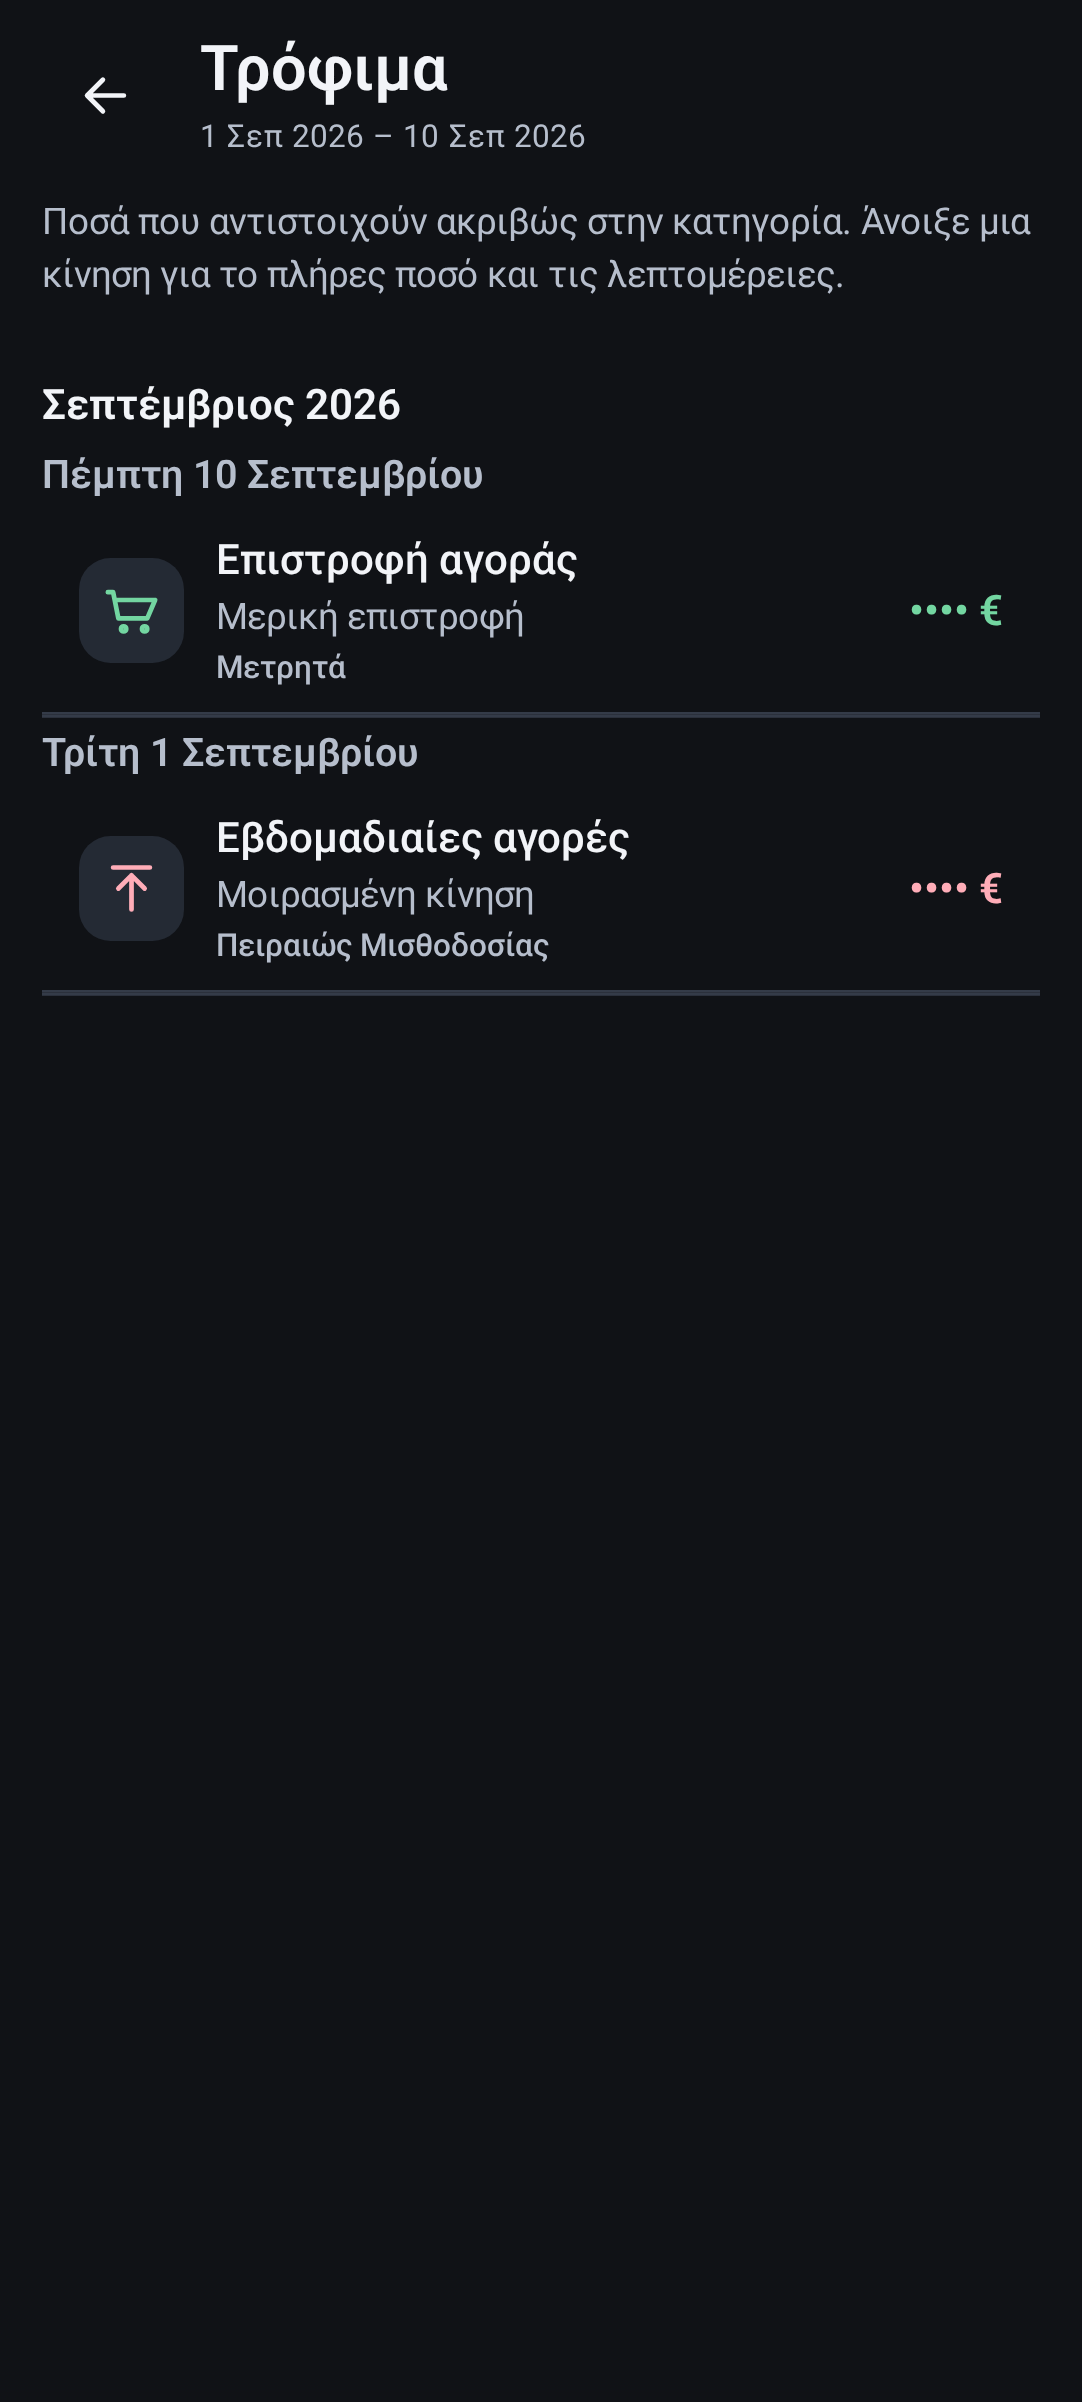 Τρόφιμα
1 Σεπ 2026 – 10 Σεπ 2026
Ποσά που αντιστοιχούν ακριβώς στην κατηγορία. Άνοιξε μια
κίνηση για το πλήρες ποσό και τις λεπτομέρειες.
Σεπτέμβριος 2026
Πέμπτη 10 Σεπτεμβρίου
Επιστροφή αγοράς
Μερική επιστροφή
•••• €
Μετρητά
Τρίτη 1 Σεπτεμβρίου
Εβδομαδιαίες αγορές
Μοιρασμένη κίνηση
•••• €
Πειραιώς Μισθοδοσίας